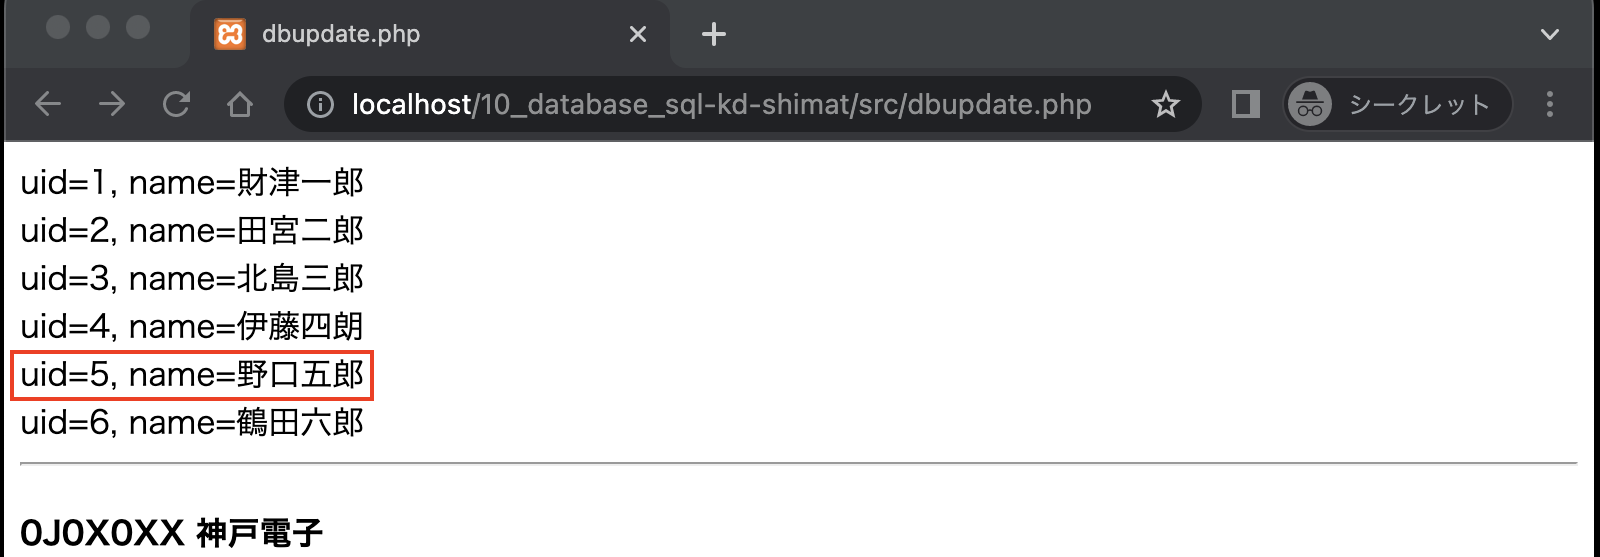 dbupdate.php
localhost/10_database_sql-kd-shimat/src/dbupdate.php
シークレット
uid=1, name=財津一郎
uid=2, name=田宮二郎
uid=3, name=北島三郎
uid=4, name=伊藤四朗
uid=5, name=野口五郎
uid=6, name=鶴田六郎
0J0X0XX 神戸電子